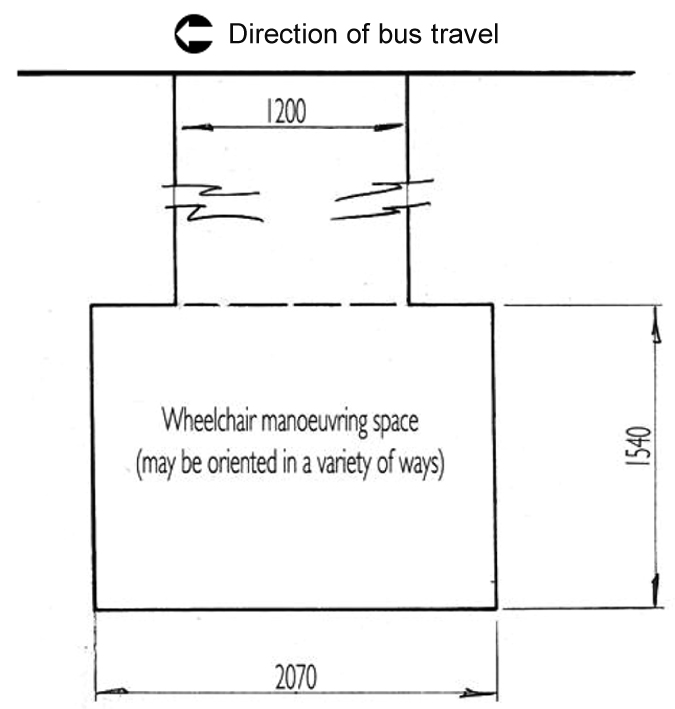 Direction of bus travel
1200
Wheelchair manoeuvring space
(may be oriented in a variety of ways)
1540
2070